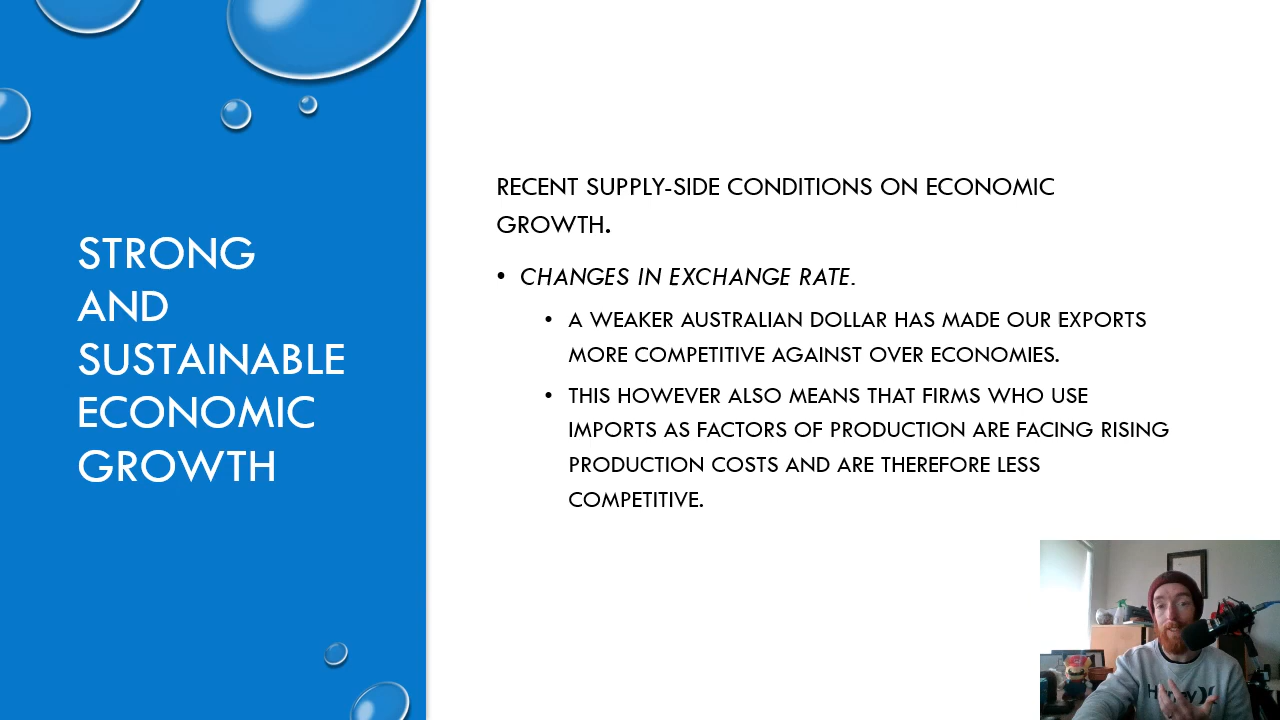 STRONG
AND
SUSTAINABLE
ECONOMIC
GROWTH
RECENT SUPPLY-SIDE CONDITIONS ON ECONOMIC
GROWTH.
• CHANGES IN EXCHANGE RATE.
• A WEAKER AUSTRALIAN DOLLAR HAS MADE OUR EXPORTS
MORE COMPETITIVE AGAINST OVER ECONOMIES.
• THIS HOWEVER ALSO MEANS THAT FIRMS WHO USE
IMPORTS AS FACTORS OF PRODUCTION ARE FACING RISING
PRODUCTION COSTS AND ARE THEREFORE LESS
COMPETITIVE.